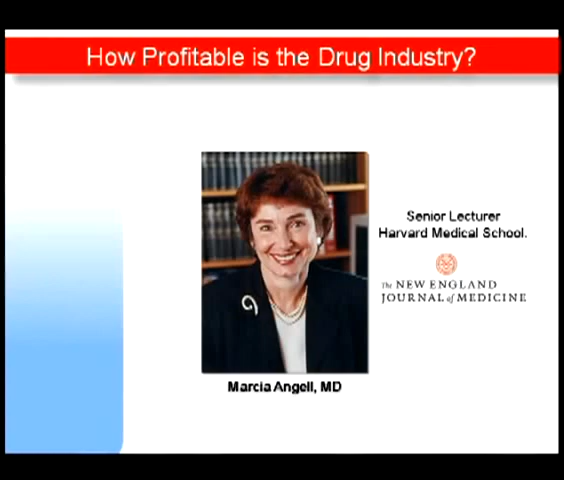 How Profitable is the Drug Industry?
Senior Lecturer
Harvard Medical School.
The NEW ENGLAND
JOURNAL of MEDICINE
Marcia Angell, MD